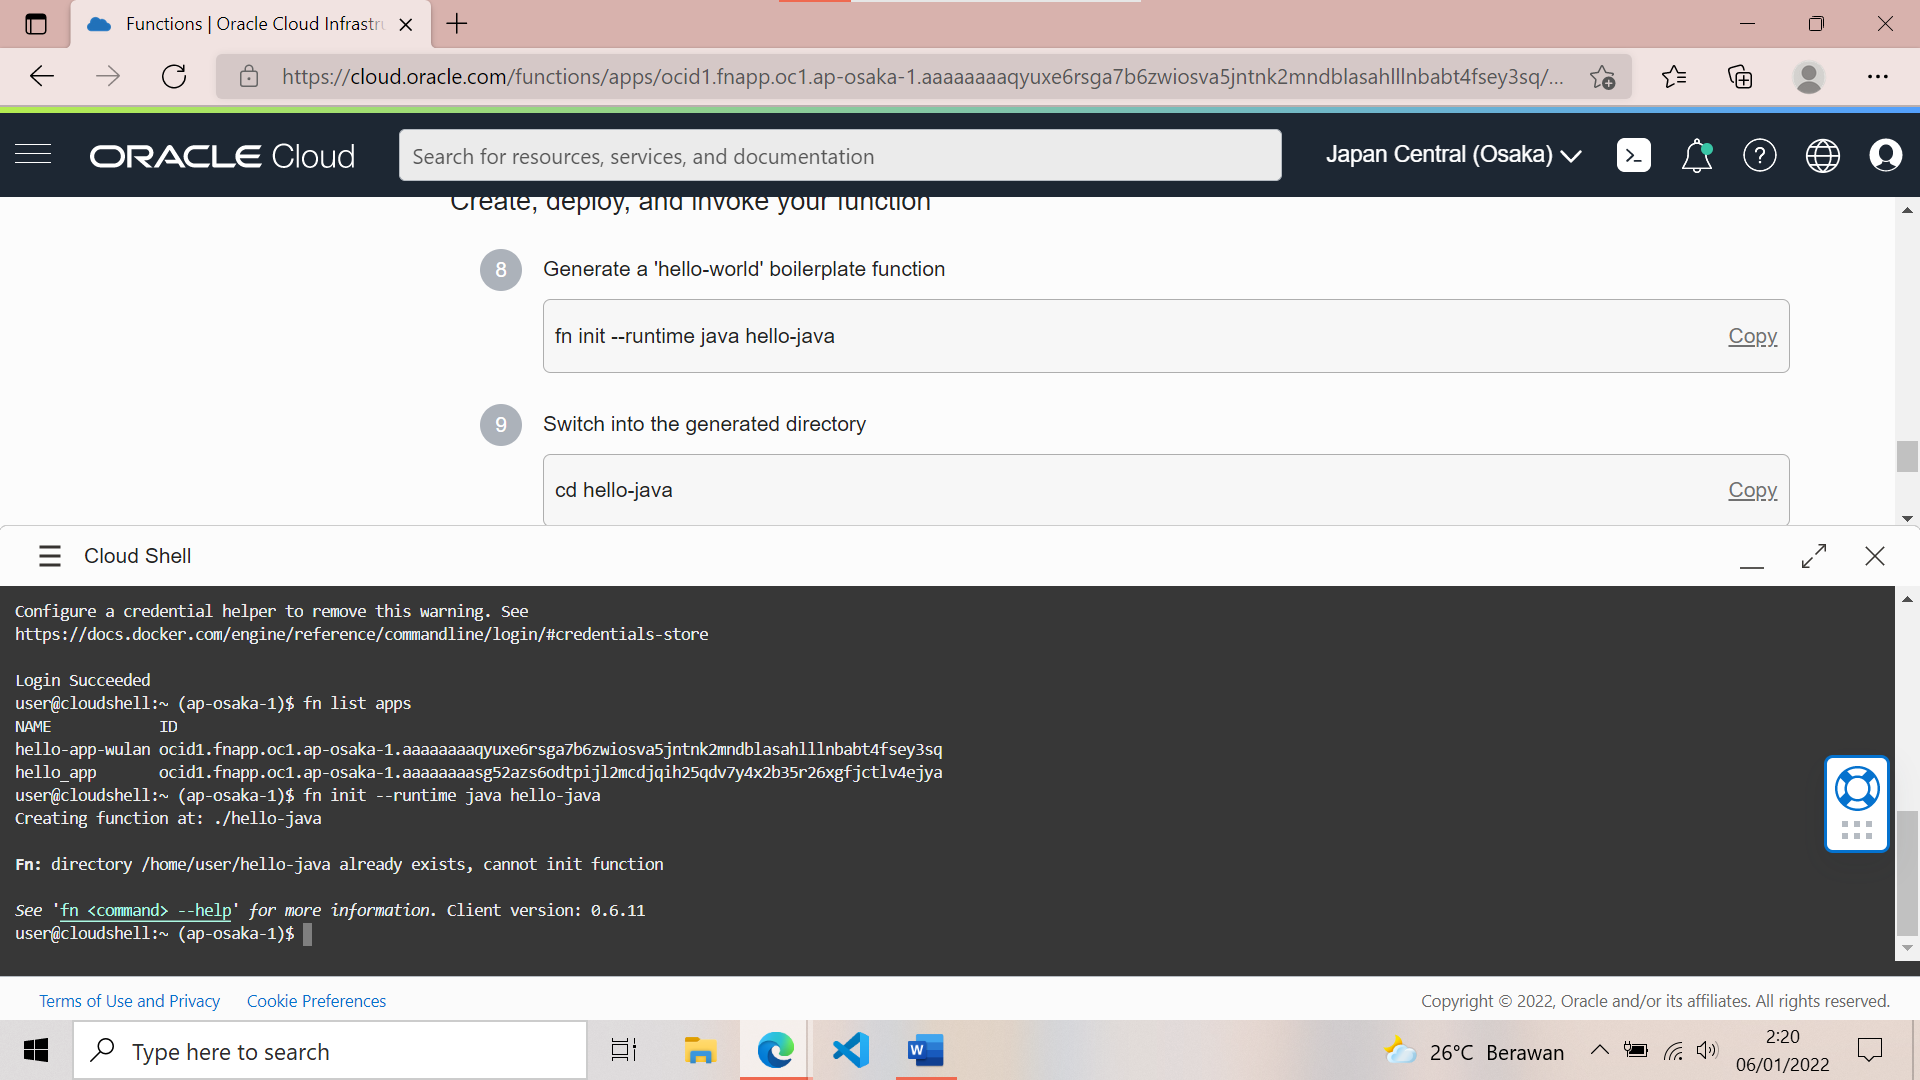 Functions | Oracle Cloud Infrastru
https://cloud.oracle.com/functions/apps/ocid1.fnapp.oc1.ap-osaka-1.aaaaaaaaqyuxe6rsga7b6zwiosva5jntnk2mndblasahlllnbabt4fsey3sq/...
ORACLE Cloud
Search for resources, services, and documentation
Japan Central (Osaka)
Create, deploy, and invoke your function
8
Generate a 'hello-world' boilerplate function
fn init --runtime java hello-java
Copy
9
Switch into the generated directory
cd hello-java
Copy
Cloud Shell
Configure a credential helper to remove this warning. See
https://docs.docker.com/engine/reference/commandline/login/#credentials-store
Login Succeeded
user@cloudshell:~ (ap-osaka-1)$ fn list apps
NAME ID
hello-app-wulan ocid1.fnapp.oc1.ap-osaka-1.aaaaaaaaqyuxe6rsga7b6zwiosva5jntnk2mndblasahlllnbabt4fsey3sq
hello_app ocid1.fnapp.oc1.ap-osaka-1.aaaaaaaasg52azs6odtpijl2mcdjqih25qdv7y4x2b35r26xgfjctlv4ejya
user@cloudshell:~ (ap-osaka-1)$ fn init --runtime java hello-java
Creating function at: ./hello-java
Fn: directory /home/user/hello-java already exists, cannot init function
See 'fn <command> --help' for more information. Client version: 0.6.11
user@cloudshell:~ (ap-osaka-1)$
Terms of Use and Privacy
Cookie Preferences
Copyright © 2022, Oracle and/or its affiliates. All rights reserved.
Type here to search
26°C Berawan
2:20
06/01/2022